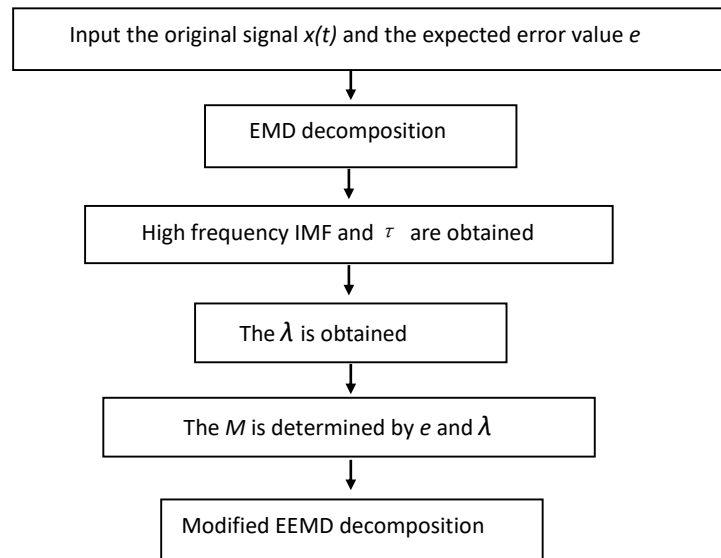 Input the original signal x(t) and the expected error value e
EMD decomposition
High frequency IMF and τ are obtained
The λ is obtained
The M is determined by e and λ
Modified EEMD decomposition